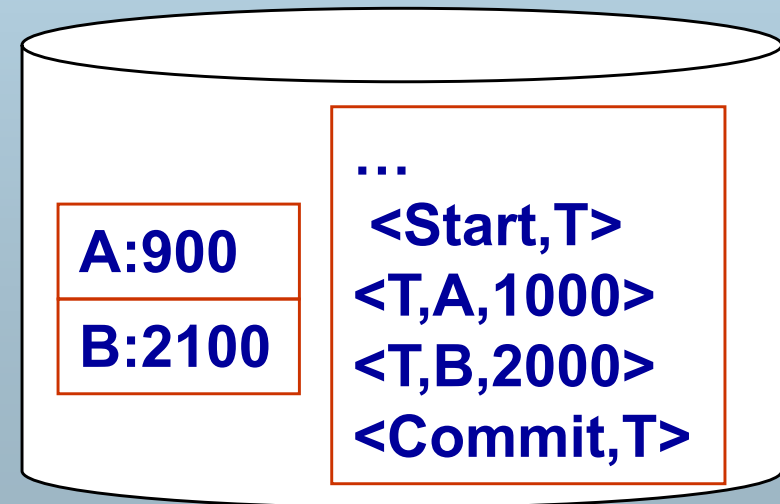 A:900
B:2100
…
<Start,T>
<T,A,1000>
<T,B,2000>
<Commit,T>